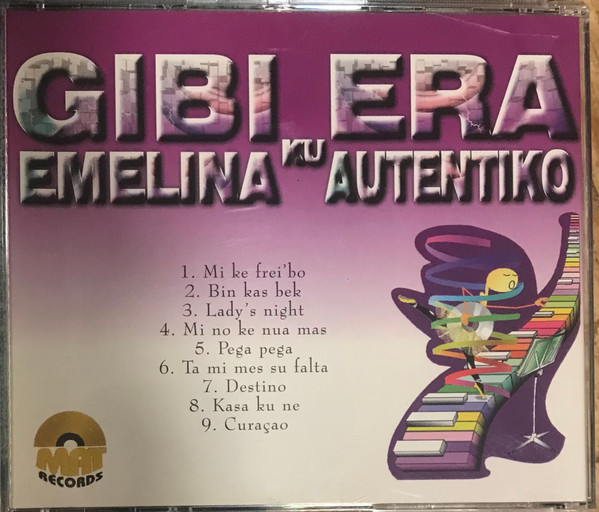 GIBI ERA
EMELINA KU AUTENTIKO
1. Mi ke frei'bo
2. Bin kas bek
3. Lady's night
4. Mi no ke nua mas
5. Pega pega
6. Ta mi mes su falta
7. Destino
8. Kasa ku ne
9. Curaçao
MAT
RECORDS